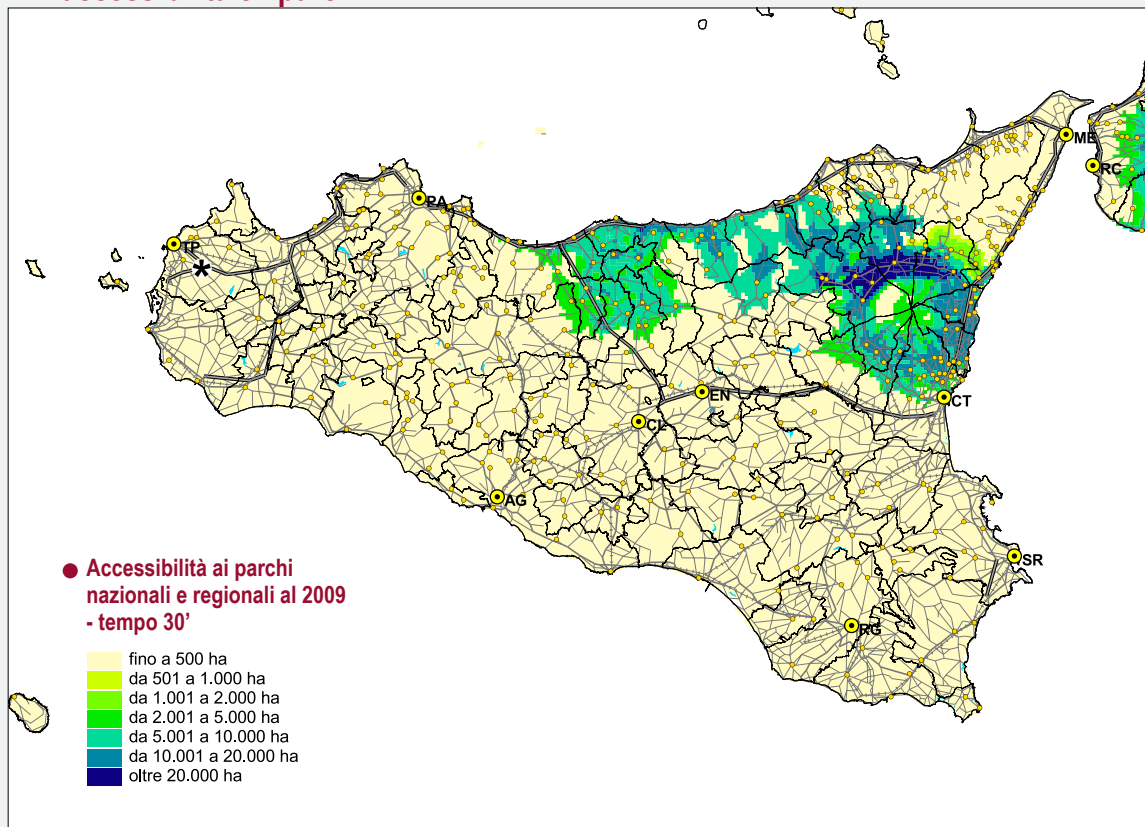 ME
RC
PA
TP
*
EN
CT
CL
AG
SR
RG
● Accessibilità ai parchi
nazionali e regionali al 2009
- tempo 30'
fino a 500 ha
da 501 a 1.000 ha
da 1.001 a 2.000 ha
da 2.001 a 5.000 ha
da 5.001 a 10.000 ha
da 10.001 a 20.000 ha
oltre 20.000 ha